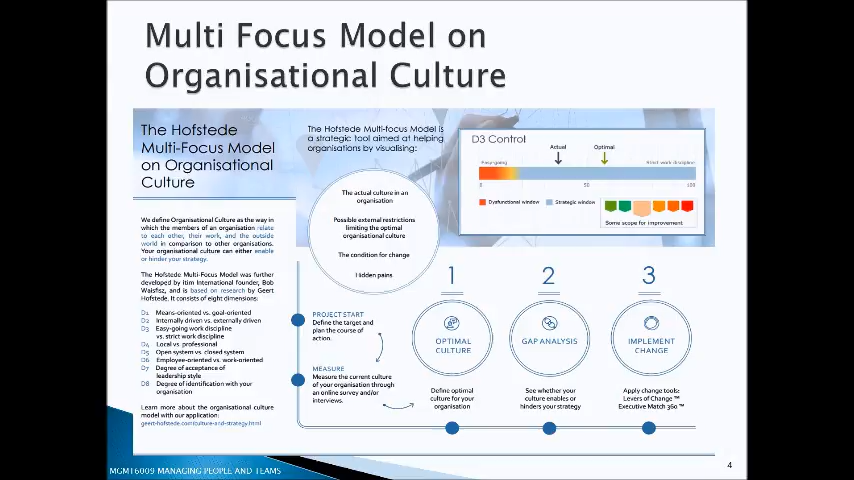 Multi Focus Model on
Organisational Culture
The Hofstede
Multi-Focus Model
on Organisational
Culture
We define Organisational Culture as the way in
which the members of an organisation relate
to each other, their work, and the outside
world in comparison to other organisations.
Your organisational culture can either enable
or hinder your strategy.
The Hofstede Multi-Focus Model was further
developed by itim International founder, Bob
Waisfisz, and is based on research by Geert
Hofstede. It consists of eight dimensions:
D1 Means-oriented vs. goal-oriented
D2 Internally driven vs. externally driven
D3 Easy-going work discipline
vs. strict work discipline
D4 Local vs. professional
D5 Open system vs. closed system
D6 Employee-oriented vs. work-oriented
D7 Degree of acceptance of
leadership style
D8 Degree of identification with your
organisation
Learn more about the organisational culture
model with our application:
geert-hofstede.com/culture-and-strategy.html
The Hofstede Multi-focus Model is
a strategic tool aimed at helping
organisations by visualising:
The actual culture in an
organisation
Possible external restrictions
limiting the optimal
organisational culture
The condition for change
Hidden pains
D3 Control
Actual
Optimal
Easy-going
Strict work discipline
0
50
100
Dysfunctional window
Strategic window
Some scope for improvement
PROJECT START
Define the target and
plan the course of
action.
MEASURE
Measure the current culture
of your organisation through
an online survey and/or
interviews.
1
OPTIMAL
CULTURE
Define optimal
culture for your
organisation
2
GAP ANALYSIS
See whether your
culture enables or
hinders your strategy
3
IMPLEMENT
CHANGE
Apply change tools:
Levers of Change ™
Executive Match 360 ™
MGMT6009 MANAGING PEOPLE AND TEAMS
4